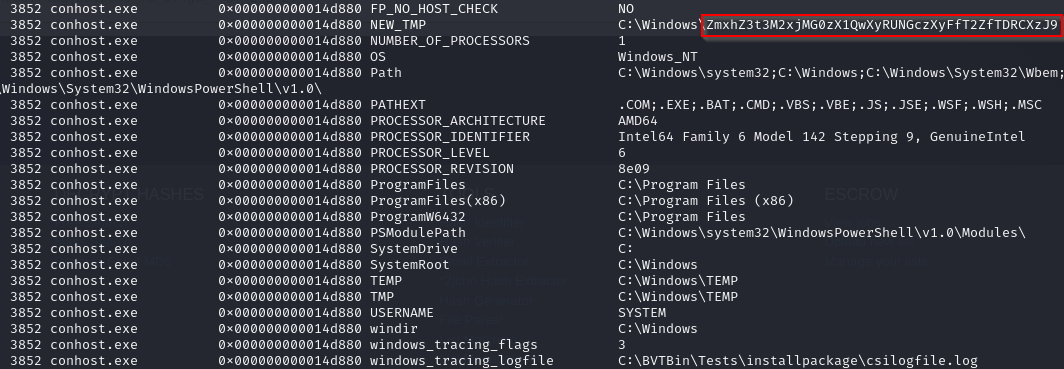 3852 conhost.exe 0×000000000014d880 FP_NO_HOST_CHECK NO
3852 conhost.exe 0×000000000014d880 NEW_TMP C:\Windows\ZmxhZ3t3M2xjMG0zX1QwXyRUNGczXyFfT2ZfTDRCXzJ9
3852 conhost.exe 0×000000000014d880 NUMBER_OF_PROCESSORS 1
3852 conhost.exe 0×000000000014d880 OS Windows_NT
3852 conhost.exe 0×000000000014d880 Path C:\Windows\system32;C:\Windows;C:\Windows\System32\Wbem;
\Windows\System32\WindowsPowerShell\v1.0\
3852 conhost.exe 0×000000000014d880 PATHEXT .COM;.EXE;.BAT;.CMD;.VBS;.VBE;.JS;.JSE;.WSF;.WSH;.MSC
3852 conhost.exe 0×000000000014d880 PROCESSOR_ARCHITECTURE AMD64
3852 conhost.exe 0×000000000014d880 PROCESSOR_IDENTIFIER Intel64 Family 6 Model 142 Stepping 9, GenuineIntel
3852 conhost.exe 0×000000000014d880 PROCESSOR_LEVEL 6
3852 conhost.exe 0×000000000014d880 PROCESSOR_REVISION 8e09
3852 conhost.exe 0×000000000014d880 ProgramFiles C:\Program Files
3852 conhost.exe 0×000000000014d880 ProgramFiles(x86) C:\Program Files (x86)
3852 conhost.exe 0×000000000014d880 ProgramW6432 C:\Program Files
3852 conhost.exe 0×000000000014d880 PSModulePath C:\Windows\system32\WindowsPowerShell\v1.0\Modules\
3852 conhost.exe 0×000000000014d880 SystemDrive C:
3852 conhost.exe 0×000000000014d880 SystemRoot C:\Windows
3852 conhost.exe 0×000000000014d880 TEMP C:\Windows\TEMP
3852 conhost.exe 0×000000000014d880 TMP C:\Windows\TEMP
3852 conhost.exe 0×000000000014d880 USERNAME SYSTEM
3852 conhost.exe 0×000000000014d880 windir C:\Windows
3852 conhost.exe 0×000000000014d880 windows_tracing_flags 3
3852 conhost.exe 0×000000000014d880 windows_tracing_logfile C:\BVTBin\Tests\installpackage\csilogfile.log
HASHES
ESCROW